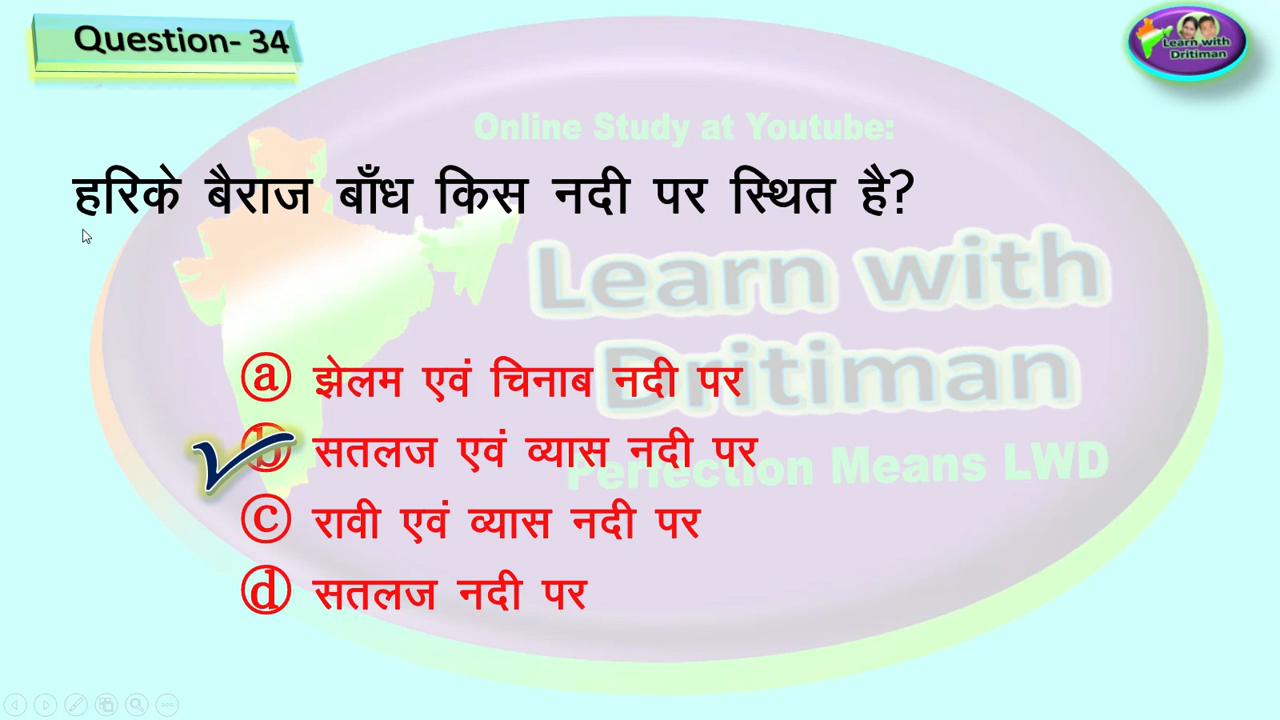 Question- 34
Learn with
Dritiman
Online Study at Youtube:
हरिके बैराज बाँध किस नदी पर स्थित है?
Learn with
Dritiman
ⓐ झेलम एवं चिनाब नदी पर
ⓑ सतलज एवं व्यास नदी पर
Perfection Means LWD
ⓒ रावी एवं व्यास नदी पर
ⓓ सतलज नदी पर